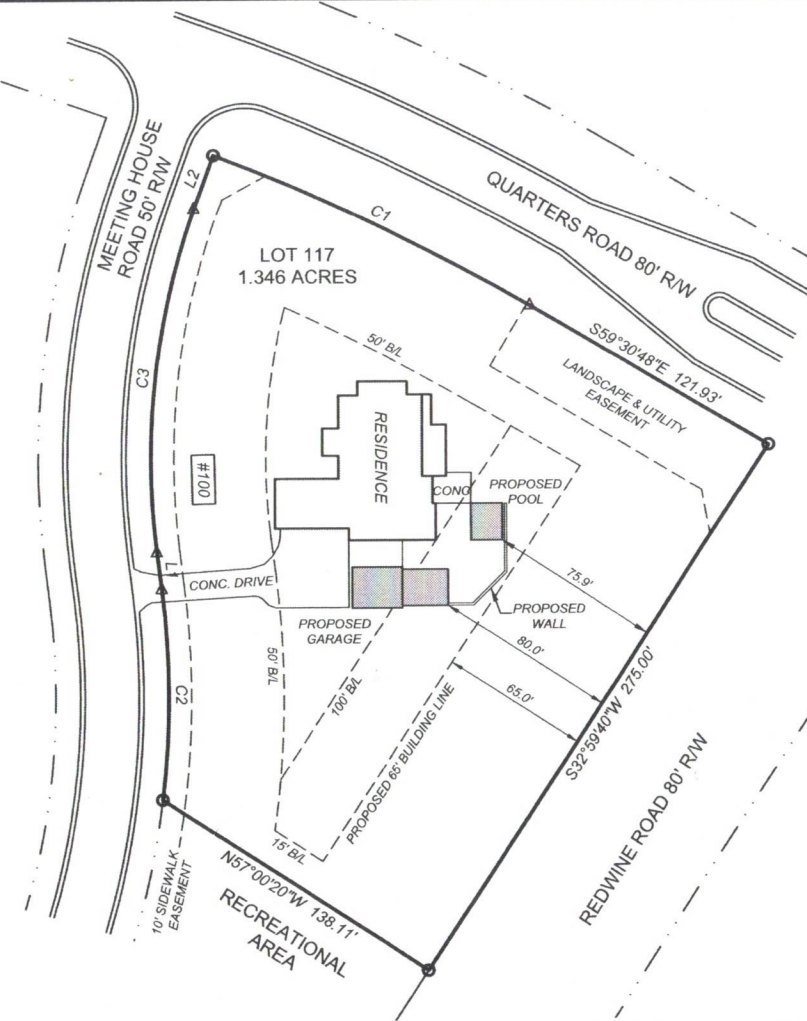 MEETING HOUSE
ROAD 50' R/W
L2
C1
QUARTERS ROAD 80' R/W
LOT 117
1.346 ACRES
S59°30'48"E 121.93'
LANDSCAPE & UTILITY
EASEMENT
50' B/L
C3
RESIDENCE
#100
CONC
PROPOSED
POOL
L1
CONC. DRIVE
75.9'
PROPOSED
WALL
PROPOSED
GARAGE
80.0'
50' B/L
100' B/L
65.0'
C2
PROPOSED 65' BUILDING LINE
S32°59'40"W 275.00'
REDWINE ROAD 80' R/W
15' B/L
N57°00'20"W 138.11'
10' SIDEWALK
EASEMENT
RECREATIONAL
AREA